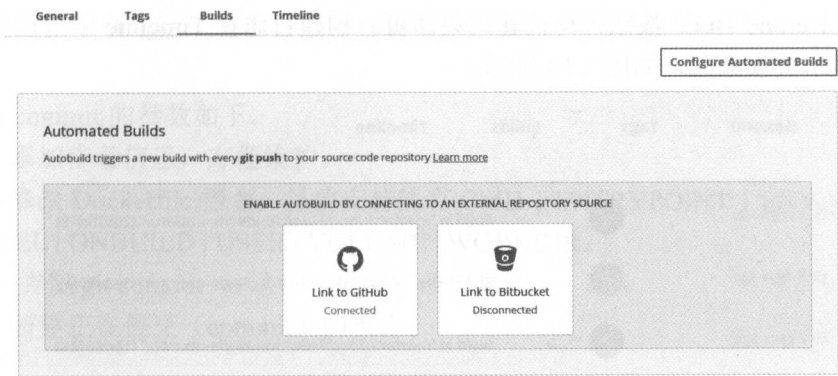 General Tags Builds Timeline
Configure Automated Builds
Automated Builds
Autobuild triggers a new build with every git push to your source code repository Learn more
ENABLE AUTOBUILD BY CONNECTING TO AN EXTERNAL REPOSITORY SOURCE
Link to GitHub Link to Bitbucket
Connected Disconnected